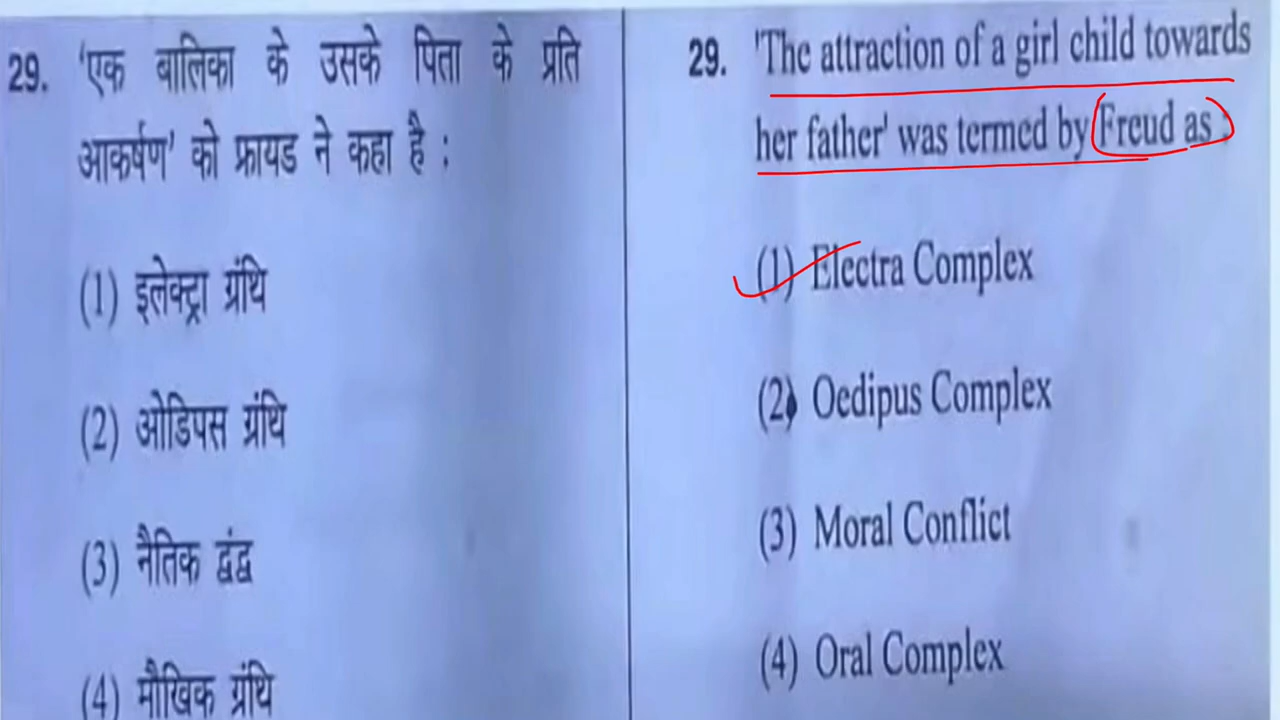 29. 'एक बालिका के उसके पिता के प्रति
आकर्षण' को फ्रायड ने कहा है :
(1) इलेक्ट्रा ग्रंथि
(2) ओडिपस ग्रंथि
(3) नैतिक द्वंद्व
(4) मौखिक ग्रंथि
29. 'The attraction of a girl child towards
her father' was termed by Freud as :
(1) Electra Complex
(2) Oedipus Complex
(3) Moral Conflict
(4) Oral Complex